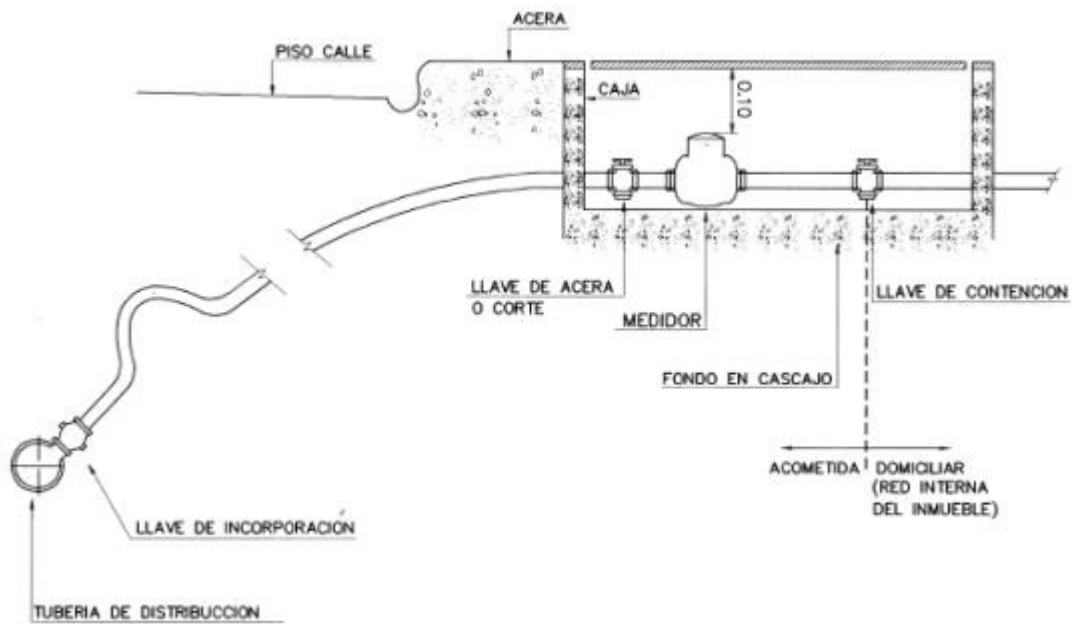 ACERA
PISO CALLE
CAJA
0.10
LLAVE DE ACERA
O CORTE
MEDIDOR
LLAVE DE CONTENCION
FONDO EN CASCAJO
ACOMETIDA
DOMICILIAR
(RED INTERNA
DEL INMUEBLE)
LLAVE DE INCORPORACIÓN
TUBERIA DE DISTRIBUCCION